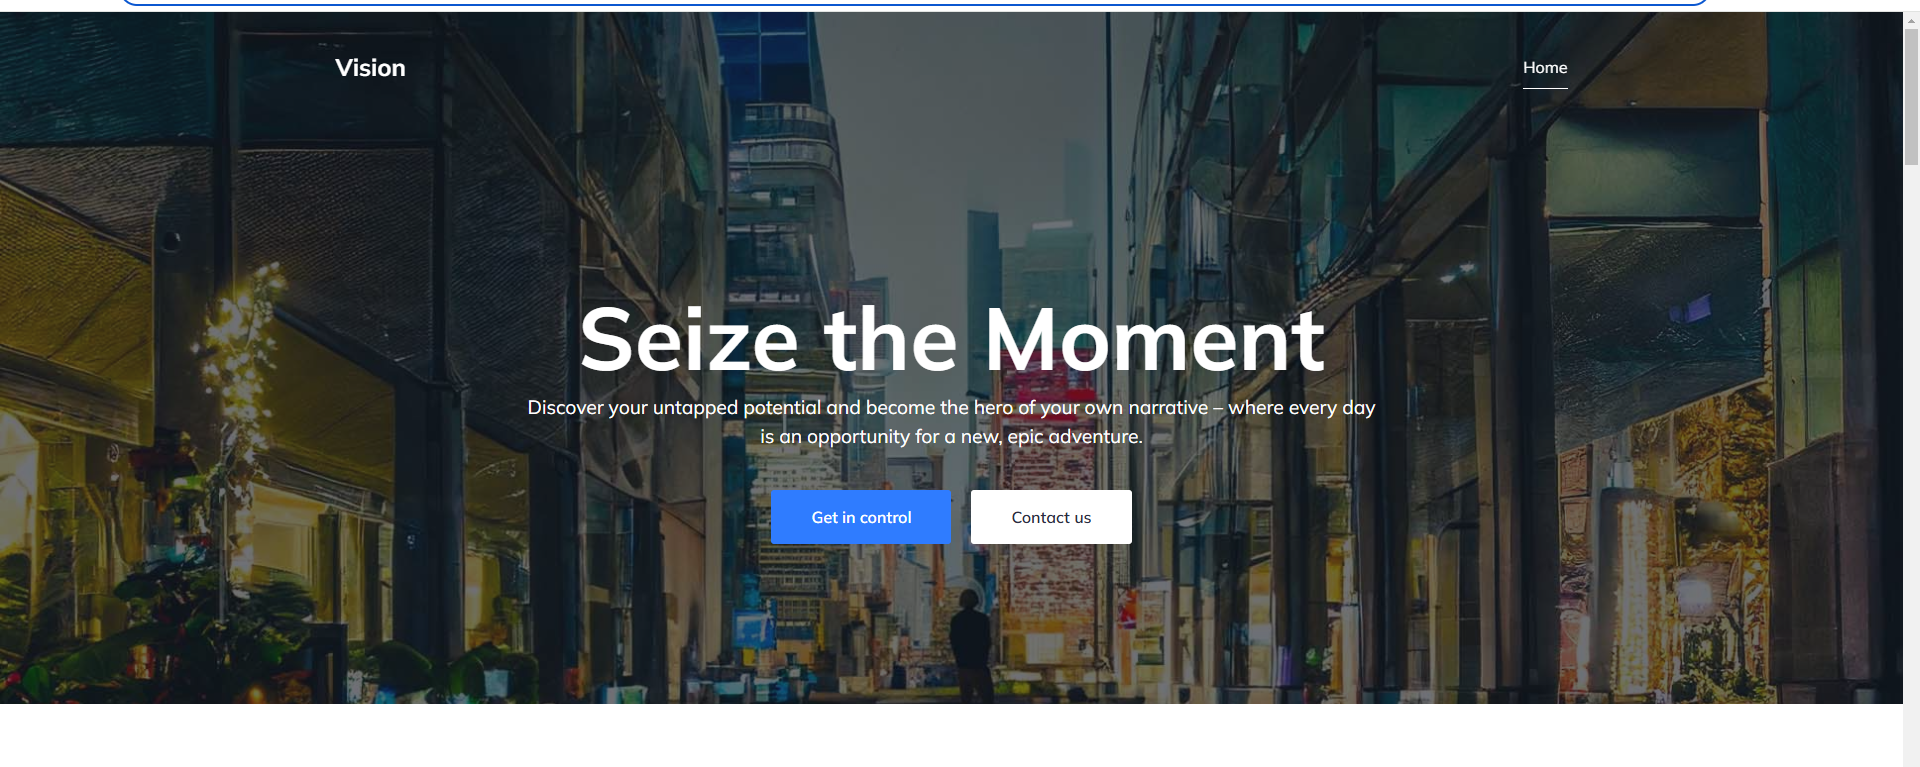 Vision
Home
Seize the Moment
Discover your untapped potential and become the hero of your own narrative – where every day
is an opportunity for a new, epic adventure.
Get in control
Contact us